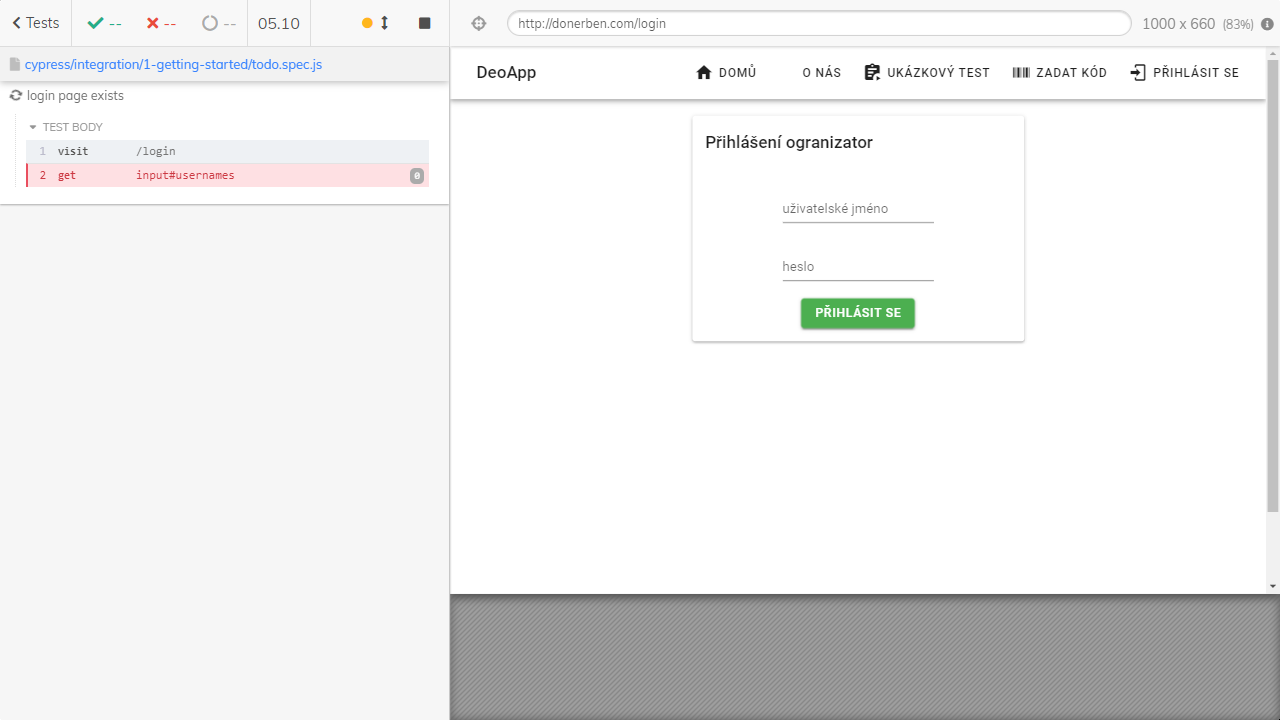 Tests -- -- -- 05.10
http://donerben.com/login 1000 x 660 (83%)
cypress/integration/1-getting-started/todo.spec.js
login page exists
TEST BODY
1 visit /login
2 get input#usernames 0
DeoApp DOMŮ O NÁS UKÁZKOVÝ TEST ZADAT KÓD PŘIHLÁSIT SE
Přihlášení ogranizator
uživatelské jméno
heslo
PŘIHLÁSIT SE